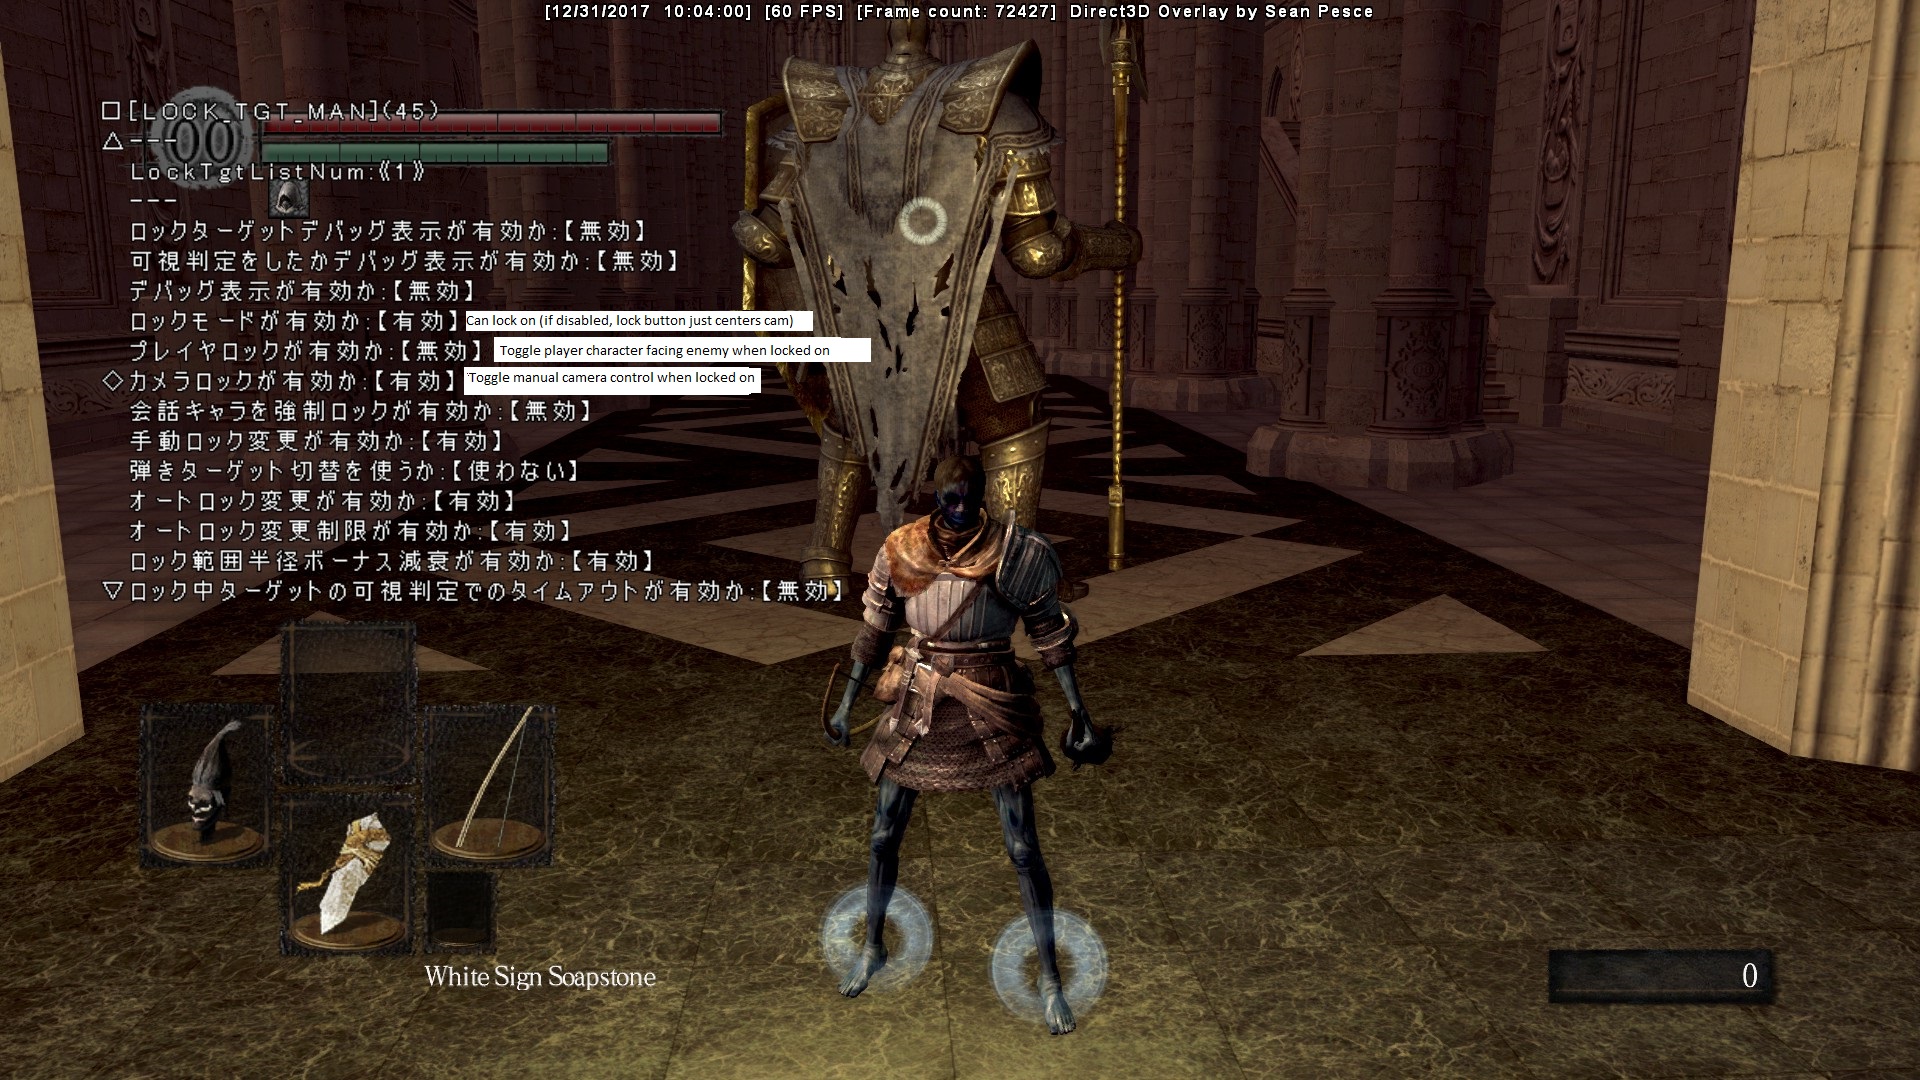 [12/31/2017 10:04:00] [60 FPS] [Frame count: 72427] Direct3D Overlay by Sean Pesce
□[LOCK_TGT_MAN](45)
00
△---
LockTgtListNum:《1》
---
ロックターゲットデバッグ表示が有効か:【無効】
可視判定をしたかデバッグ表示が有効か:【無効】
デバッグ表示が有効か:【無効】
ロックモードが有効か:【有効】 Can lock on (if disabled, lock button just centers cam)
プレイヤロックが有効か:【無効】 Toggle player character facing enemy when locked on
◇カメラロックが有効か:【有効】 Toggle manual camera control when locked on
会話キャラを強制ロックが有効か:【無効】
手動ロック変更が有効か:【有効】
弾きターゲット切替を使うか:【使わない】
オートロック変更が有効か:【有効】
オートロック変更制限が有効か:【有効】
ロック範囲半径ボーナス減衰が有効か:【有効】
▽ロック中ターゲットの可視判定でのタイムアウトが有効か:【無効】
White Sign Soapstone
0